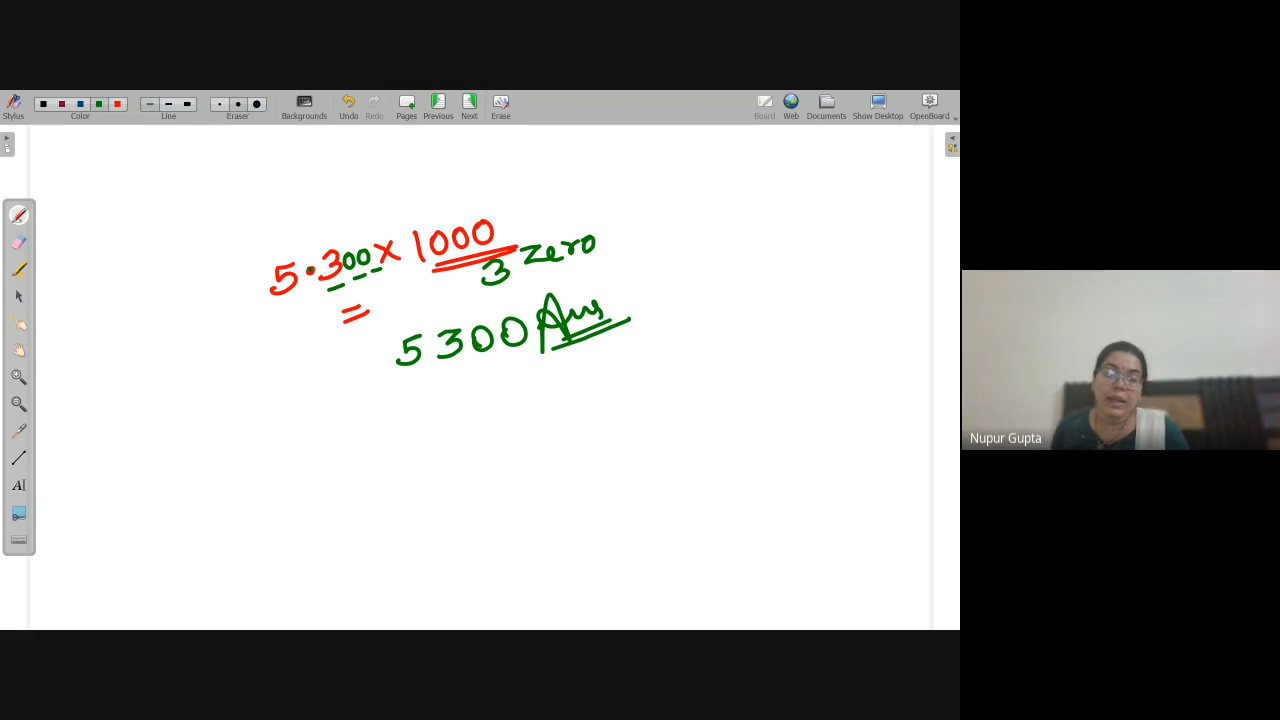 Stylus Color Line Eraser Backgrounds Undo Redo Pages Previous Next Erase Board Web Documents Show Desktop OpenBoard
5.300 x 1000
3 zero
=
5300 Ans
Nupur Gupta